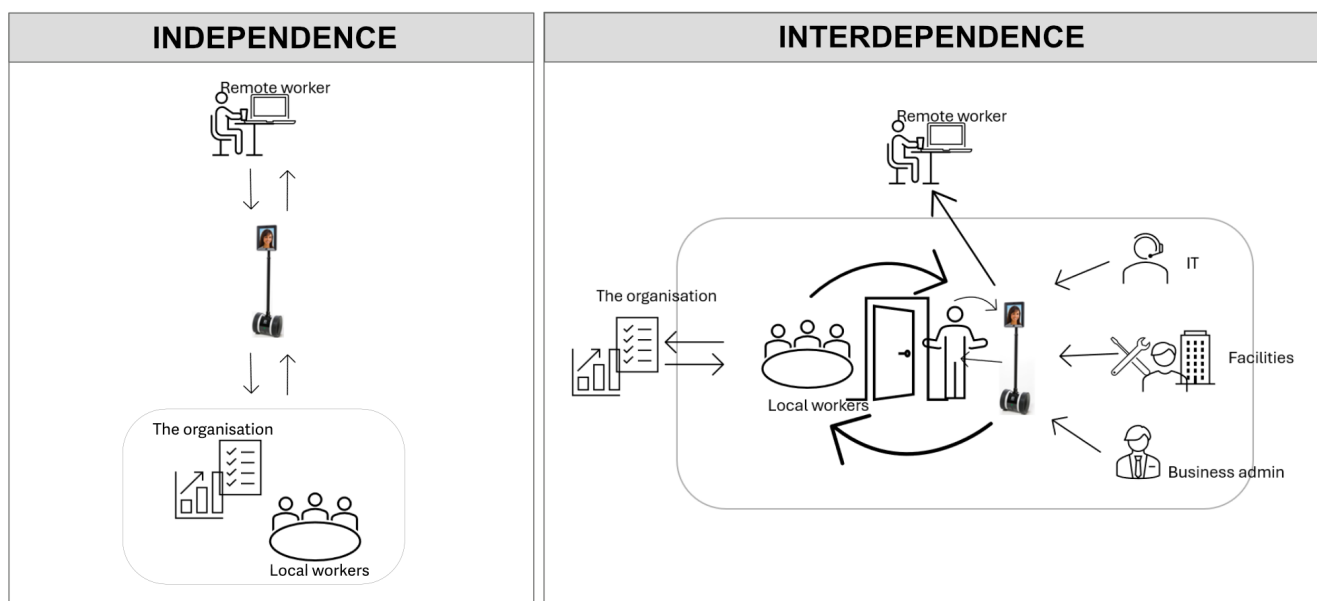 INDEPENDENCE
Remote worker
The organisation
Local workers
INTERDEPENDENCE
Remote worker
The organisation
Local workers
IT
Facilities
Business admin